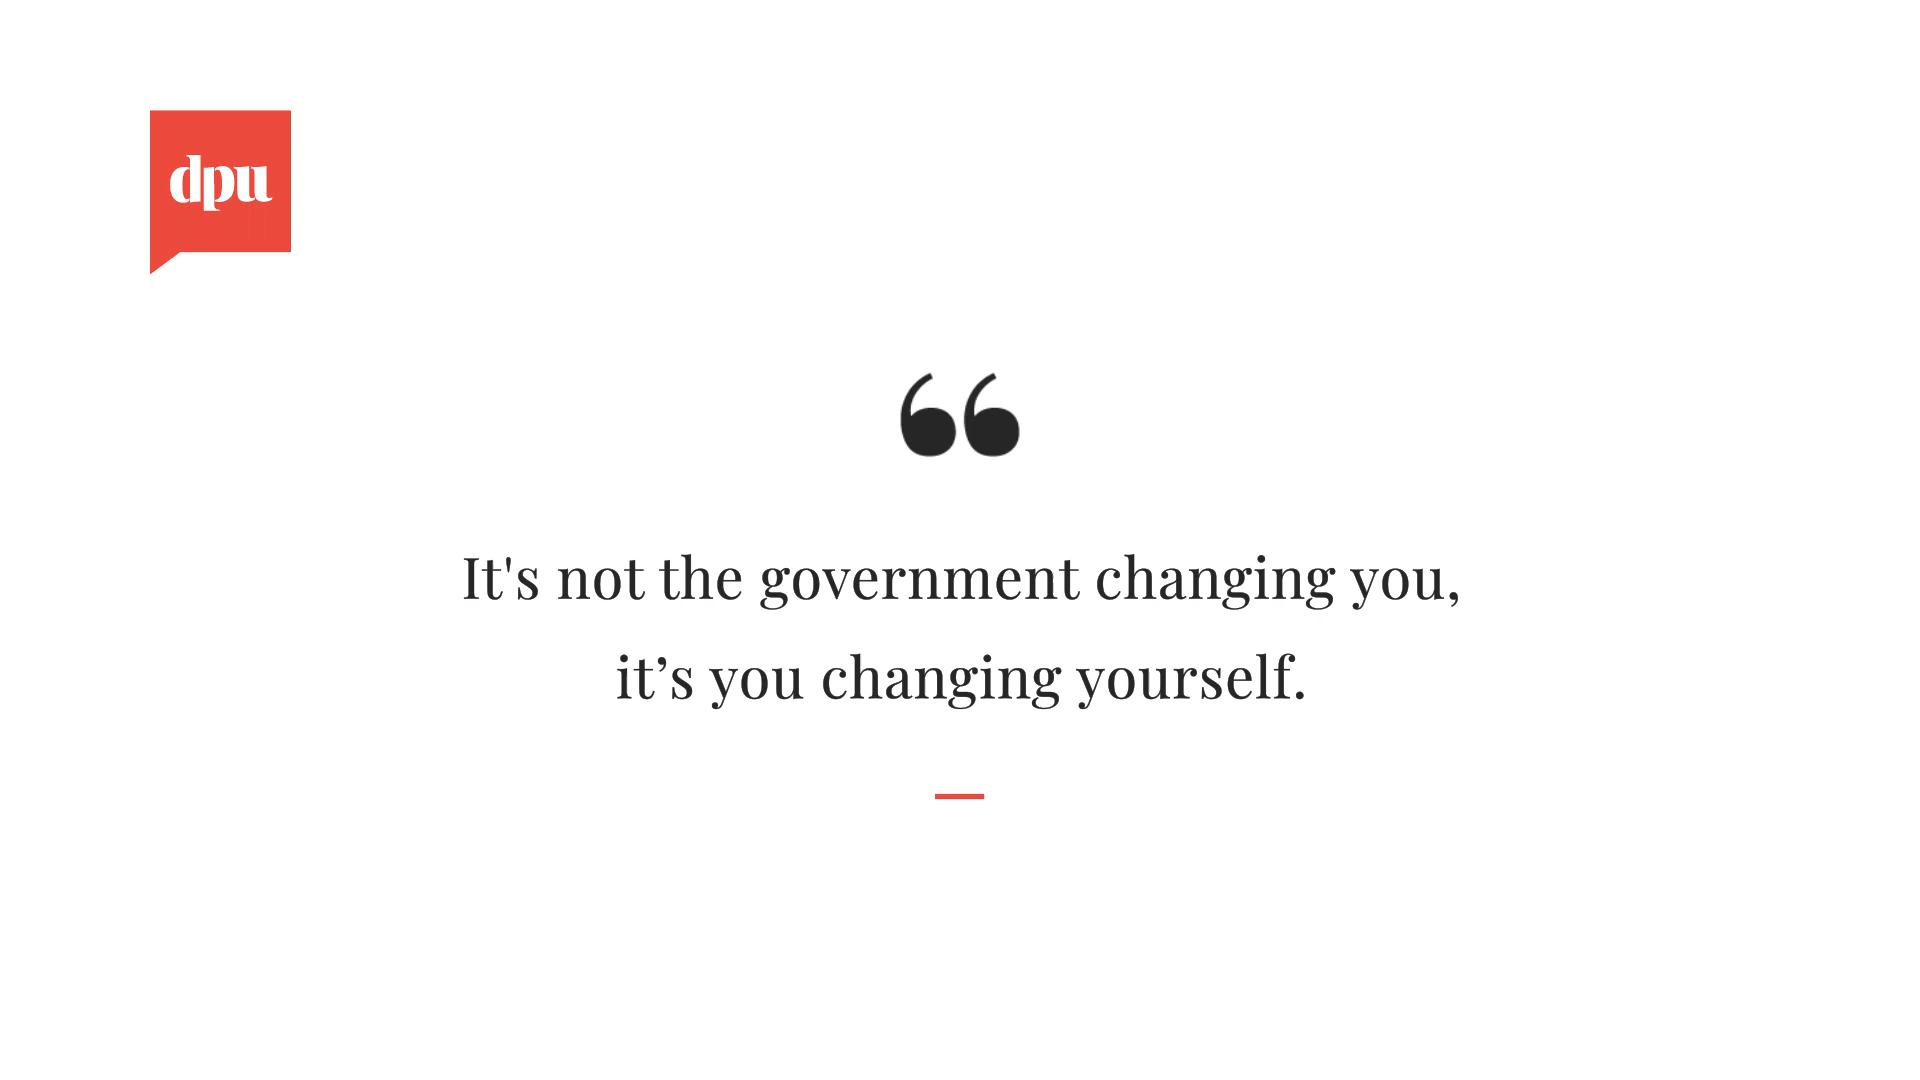 dpu
“
It's not the government changing you,
it’s you changing yourself.